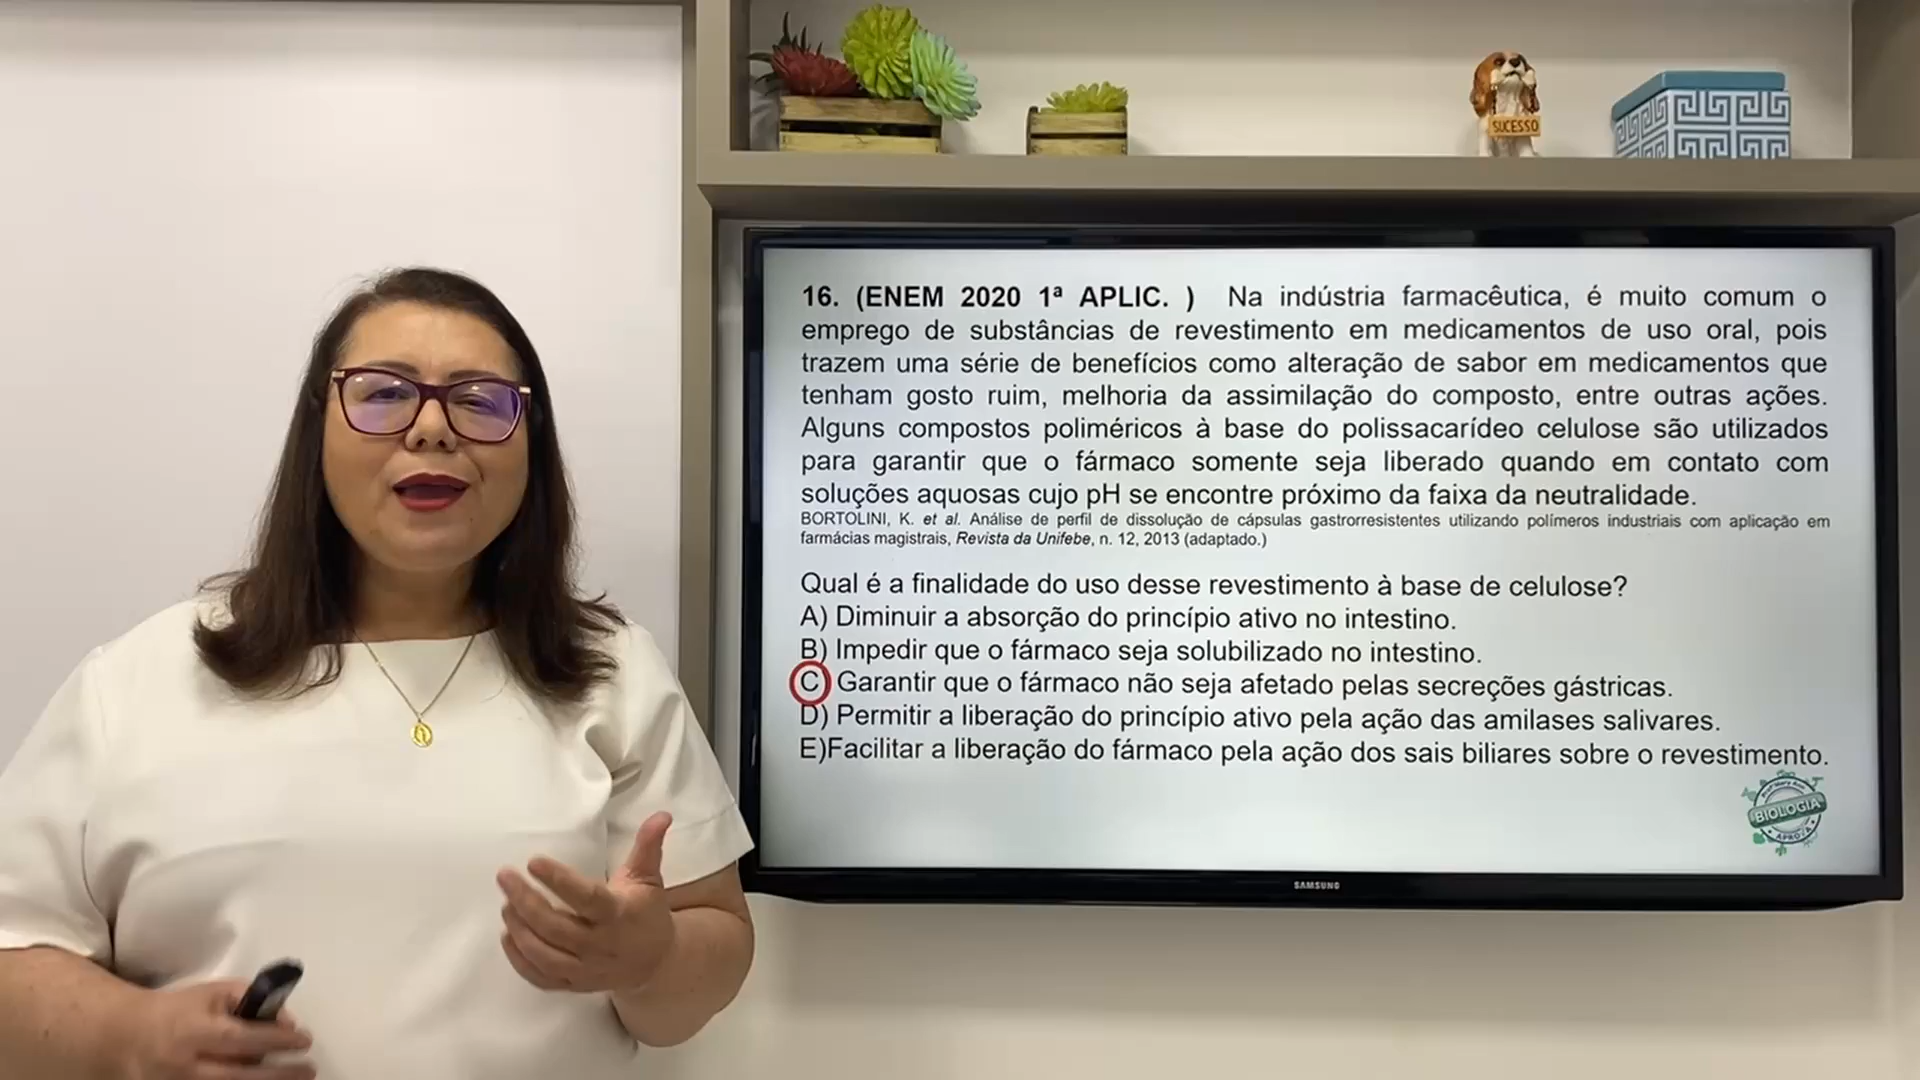 SUCESSO
16. (ENEM 2020 1ª APLIC. ) Na indústria farmacêutica, é muito comum o
emprego de substâncias de revestimento em medicamentos de uso oral, pois
trazem uma série de benefícios como alteração de sabor em medicamentos que
tenham gosto ruim, melhoria da assimilação do composto, entre outras ações.
Alguns compostos poliméricos à base do polissacarídeo celulose são utilizados
para garantir que o fármaco somente seja liberado quando em contato com
soluções aquosas cujo pH se encontre próximo da faixa da neutralidade.
BORTOLINI, K. et al. Análise de perfil de dissolução de cápsulas gastrorresistentes utilizando polímeros industriais com aplicação em
farmácias magistrais, Revista da Unifebe, n. 12, 2013 (adaptado.)
Qual é a finalidade do uso desse revestimento à base de celulose?
A) Diminuir a absorção do princípio ativo no intestino.
B) Impedir que o fármaco seja solubilizado no intestino.
C) Garantir que o fármaco não seja afetado pelas secreções gástricas.
D) Permitir a liberação do princípio ativo pela ação das amilases salivares.
E)Facilitar a liberação do fármaco pela ação dos sais biliares sobre o revestimento.
BIOLOGIA
APROVA
SAMSUNG